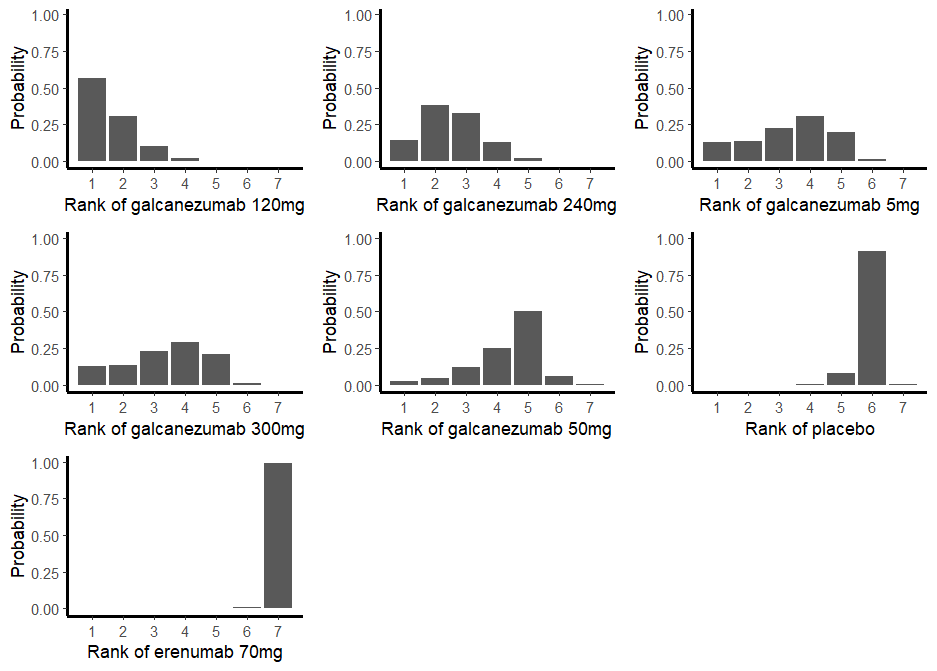 1.00
0.75
0.50
0.25
0.00
Probability
1 2 3 4 5 6 7
Rank of galcanezumab 120mg
1.00
0.75
0.50
0.25
0.00
Probability
1 2 3 4 5 6 7
Rank of galcanezumab 240mg
1.00
0.75
0.50
0.25
0.00
Probability
1 2 3 4 5 6 7
Rank of galcanezumab 5mg
1.00
0.75
0.50
0.25
0.00
Probability
1 2 3 4 5 6 7
Rank of galcanezumab 300mg
1.00
0.75
0.50
0.25
0.00
Probability
1 2 3 4 5 6 7
Rank of galcanezumab 50mg
1.00
0.75
0.50
0.25
0.00
Probability
1 2 3 4 5 6 7
Rank of placebo
1.00
0.75
0.50
0.25
0.00
Probability
1 2 3 4 5 6 7
Rank of erenumab 70mg